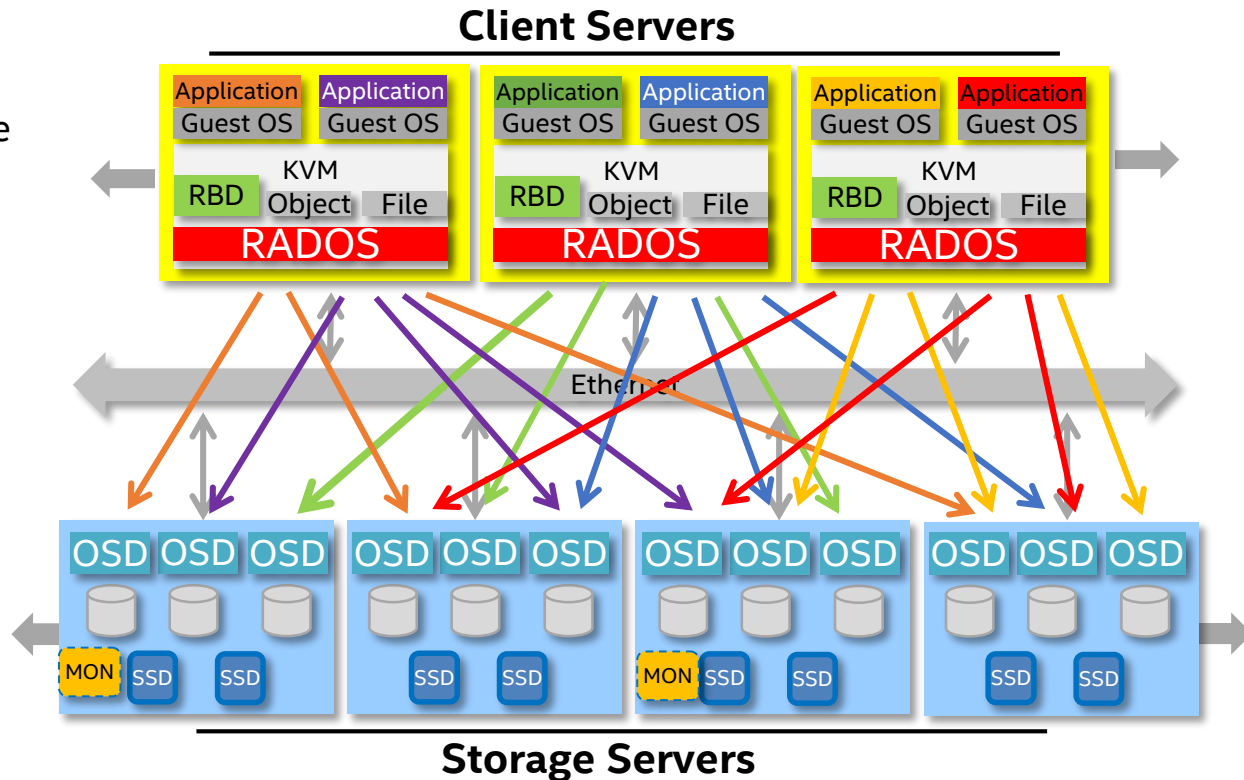 Client Servers
e
Application Application Application Application Application Application
Guest OS Guest OS Guest OS Guest OS Guest OS Guest OS
KVM KVM KVM
RBD Object File RBD Object File RBD Object File
RADOS RADOS RADOS
Ethernet
OSD OSD OSD OSD OSD OSD OSD OSD OSD OSD OSD OSD
MON SSD SSD SSD SSD MON SSD SSD SSD SSD
Storage Servers